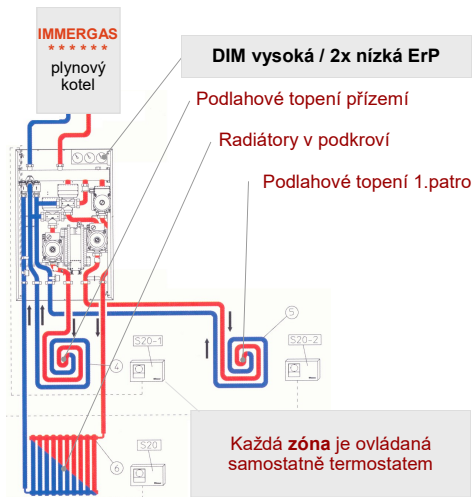 IMMERGAS
******
plynový
kotel
DIM vysoká / 2x nízká ErP
Podlahové topení přízemí
Radiátory v podkroví
Podlahové topení 1.patro
5
S20-1
S20-2
4
Každá zóna je ovládaná
samostatně termostatem
S20
6